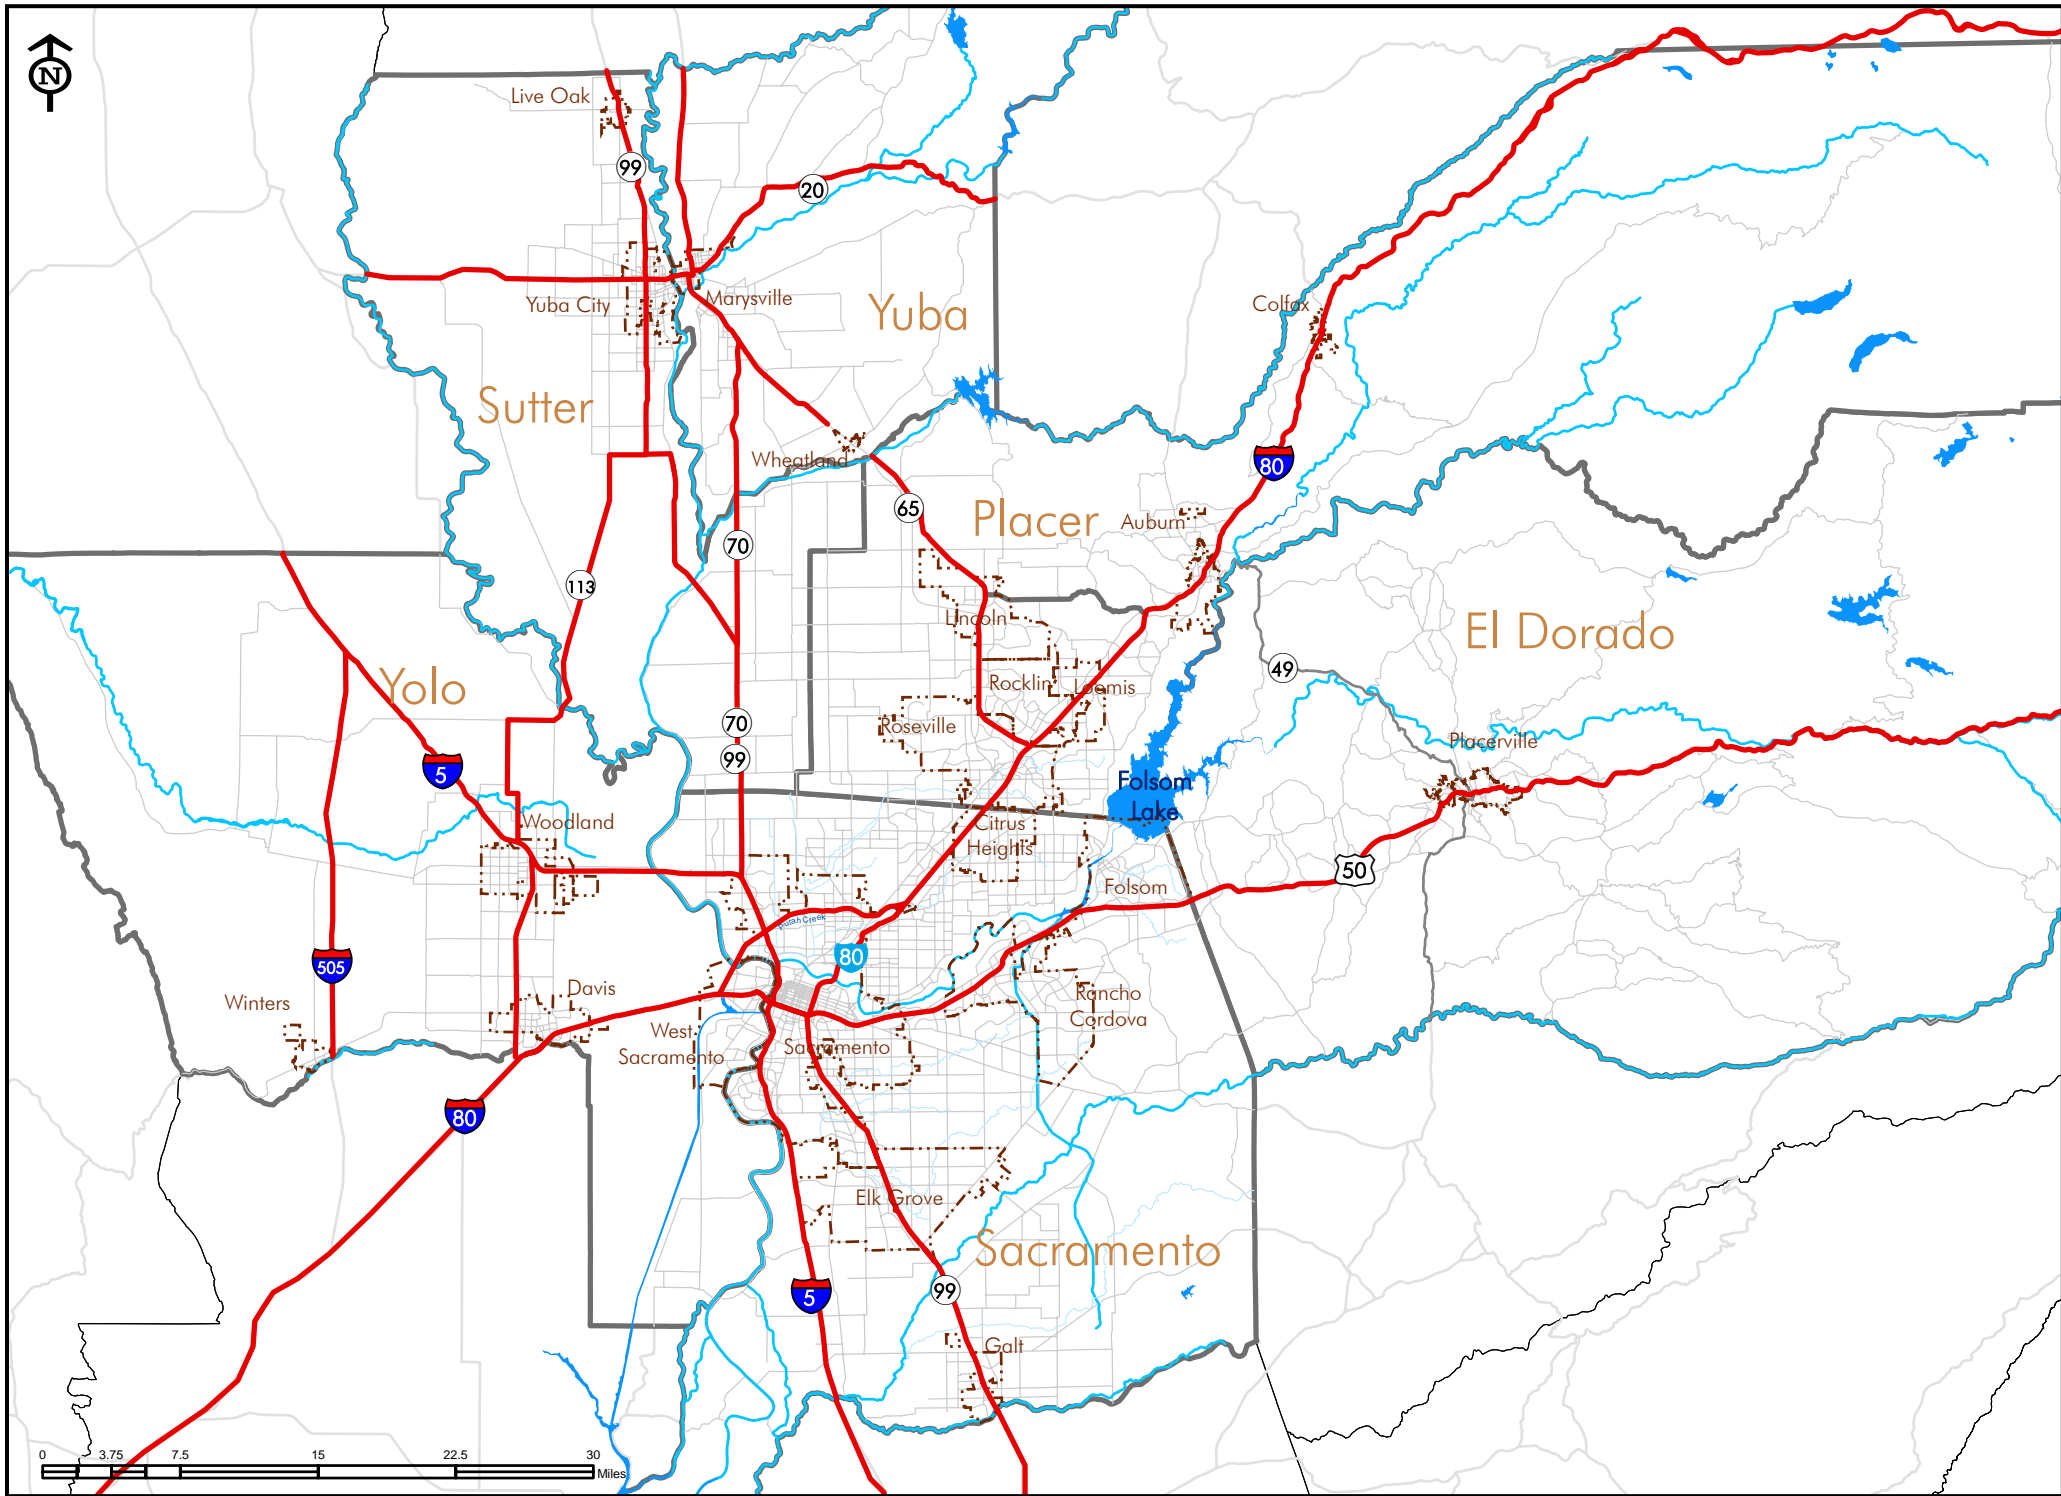 N
Live Oak
99
20
Yuba City
Marysville
Yuba
Colfax
Sutter
Wheatland
80
65
Placer
Auburn
70
113
Lincoln
El Dorado
49
Yolo
Rocklin
Loomis
Roseville
70
99
5
Placerville
Folsom
Lake
Woodland
Citrus
Heights
50
Folsom
Putah Creek
80
505
Winters
Davis
Rancho
Cordova
West
Sacramento
Sacramento
80
Elk Grove
Sacramento
5
99
Galt
0 3.75 7.5 15 22.5 30
Miles